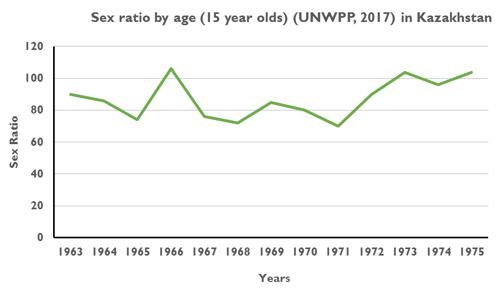 Sex ratio by age (15 year olds) (UNWPP, 2017) in Kazakhstan
120
100
80
60
40
20
0
Sex Ratio
1963 1964 1965 1966 1967 1968 1969 1970 1971 1972 1973 1974 1975
Years